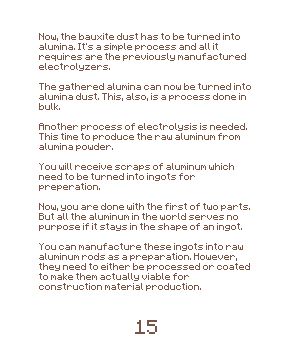 Now, the bauxite dust has to be turned into
alumina. It's a simple process and all it
requires are the previously manufactured
electrolyzers.
The gathered alumina can now be turned into
alumina dust. This, also, is a process done in
bulk.
Another process of electrolysis is needed.
This time to produce the raw aluminum from
alumina powder.
You will receive scraps of aluminum which
need to be turned into ingots for
preperation.
Now, you are done with the first of two parts.
But all the aluminum in the world serves no
purpose if it stays in the shape of an ingot.
You can manufacture these ingots into raw
aluminum rods as a preparation. However,
they need to either be processed or coated
to make them actually viable for
construction material production.
15